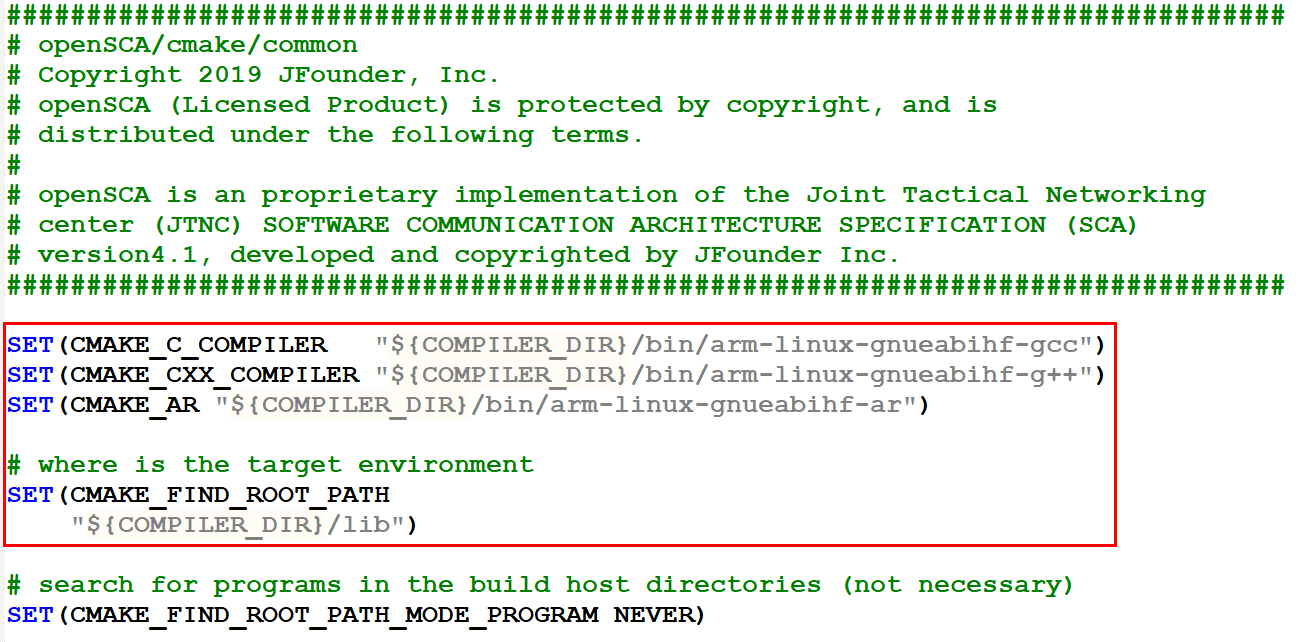 ################################################################################
# openSCA/cmake/common
# Copyright 2019 JFounder, Inc.
# openSCA (Licensed Product) is protected by copyright, and is
# distributed under the following terms.
#
# openSCA is an proprietary implementation of the Joint Tactical Networking
# center (JTNC) SOFTWARE COMMUNICATION ARCHITECTURE SPECIFICATION (SCA)
# version4.1, developed and copyrighted by JFounder Inc.
################################################################################
SET(CMAKE_C_COMPILER   "${COMPILER_DIR}/bin/arm-linux-gnueabihf-gcc")
SET(CMAKE_CXX_COMPILER "${COMPILER_DIR}/bin/arm-linux-gnueabihf-g++")
SET(CMAKE_AR "${COMPILER_DIR}/bin/arm-linux-gnueabihf-ar")
# where is the target environment
SET(CMAKE_FIND_ROOT_PATH
    "${COMPILER_DIR}/lib")
# search for programs in the build host directories (not necessary)
SET(CMAKE_FIND_ROOT_PATH_MODE_PROGRAM NEVER)